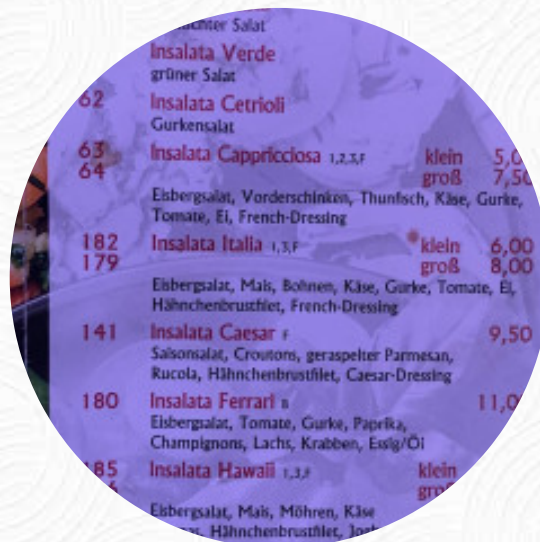 Salat
Insalata Verde
grüner Salat
62 Insalata Cetrioli
Gurkensalat
63 Insalata Cappricciosa 1,2,3,F klein
64 groß
Eisbergsalat, Vorderschinken, Thunfisch, Käse, Gurke,
Tomate, Ei, French-Dressing
182 Insalata Italia 1,3,F klein 6,00
179 groß 8,00
Eisbergsalat, Mais, Bohnen, Käse, Gurke, Tomate, Ei,
Hähnchenbrustfilet, French-Dressing
141 Insalata Caesar F 9,50
Saisonsalat, Croutons, geraspelter Parmesan,
Rucola, Hähnchenbrustfilet, Caesar-Dressing
180 Insalata Ferrari B
Eisbergsalat, Tomate, Gurke, Paprika,
Champignons, Lachs, Krabben, Essig/Öl
Insalata Hawaii 1,3,F klein
Eisbergsalat, Mais, Möhren, Käse
Hähnchenbrustfilet,